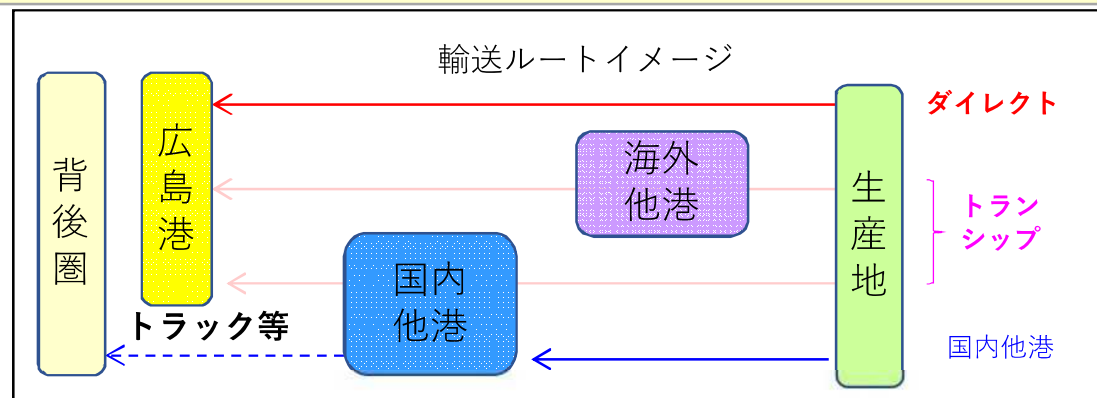 輸送ルートイメージ
背後圏
広島港
海外
他港
国内
他港
生産地
ダイレクト
トラン
シップ
トラック等
国内他港